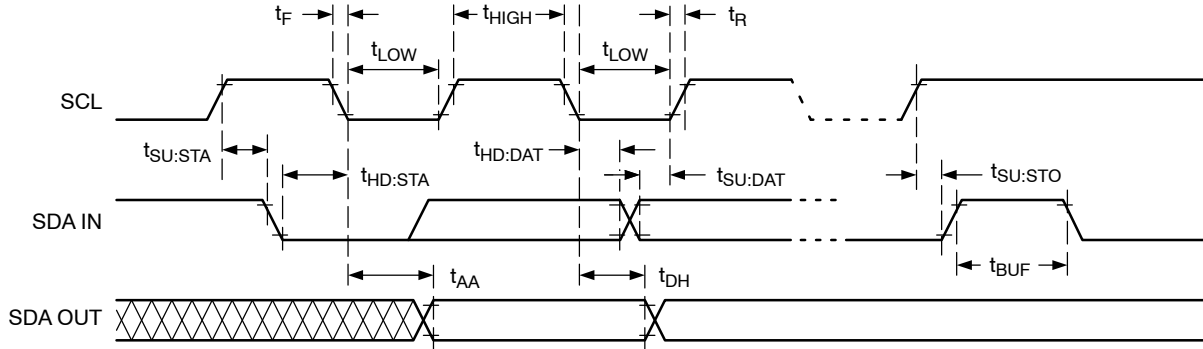 tF
tHIGH
tR
tLOW
tLOW
SCL
tSU:STA
tHD:STA
tHD:DAT
tSU:DAT
tSU:STO
SDA IN
tAA
tDH
tBUF
SDA OUT